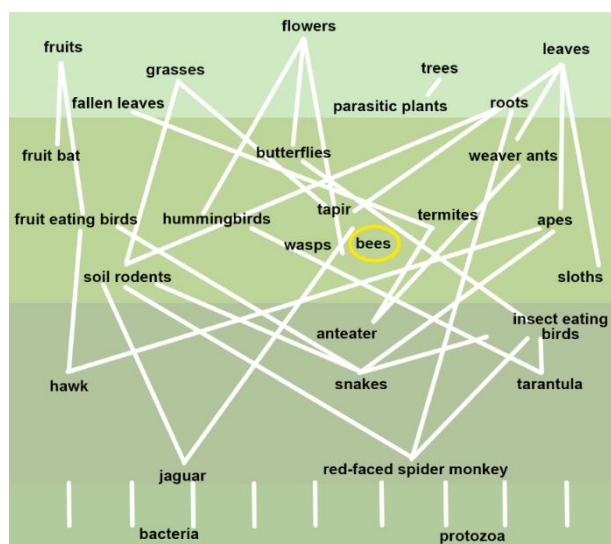 flowers
fruits
leaves
grasses
trees
fallen leaves
parasitic plants
roots
fruit bat
butterflies
weaver ants
fruit eating birds
hummingbirds
tapir
termites
apes
wasps
bees
soil rodents
sloths
anteater
insect eating
birds
hawk
snakes
tarantula
jaguar
red-faced spider monkey
bacteria
protozoa